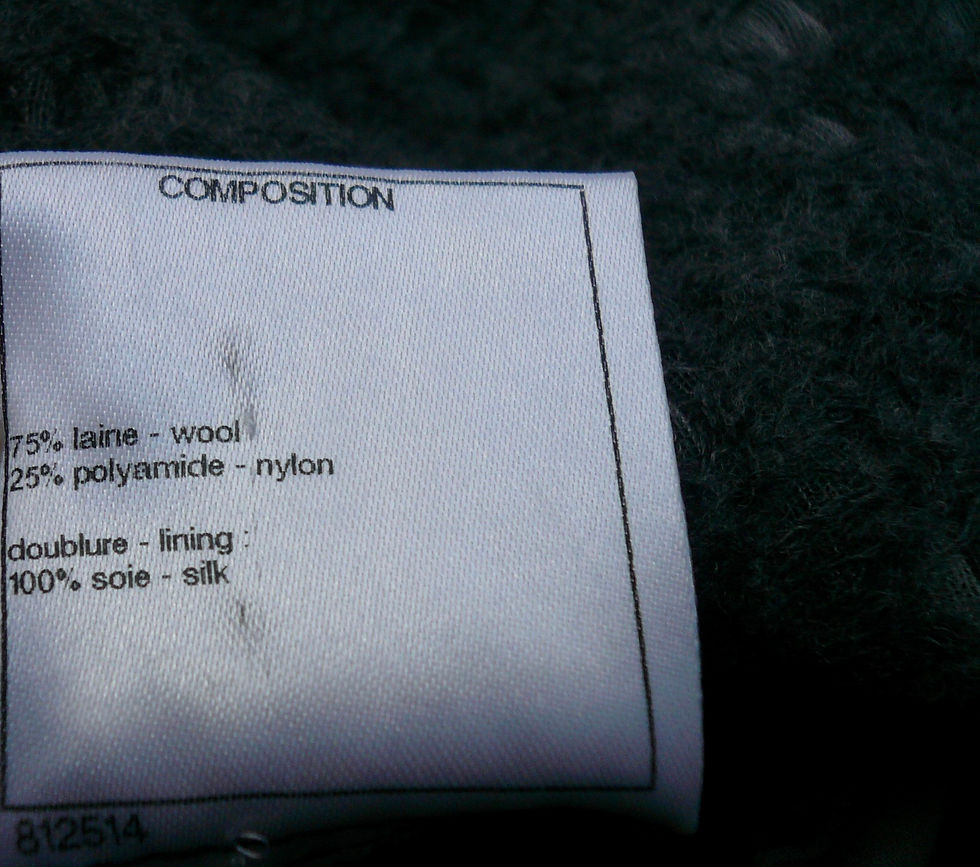 COMPOSITION
75% laine - wool
25% polyamide - nylon
doublure - lining :
100% soie - silk
812514